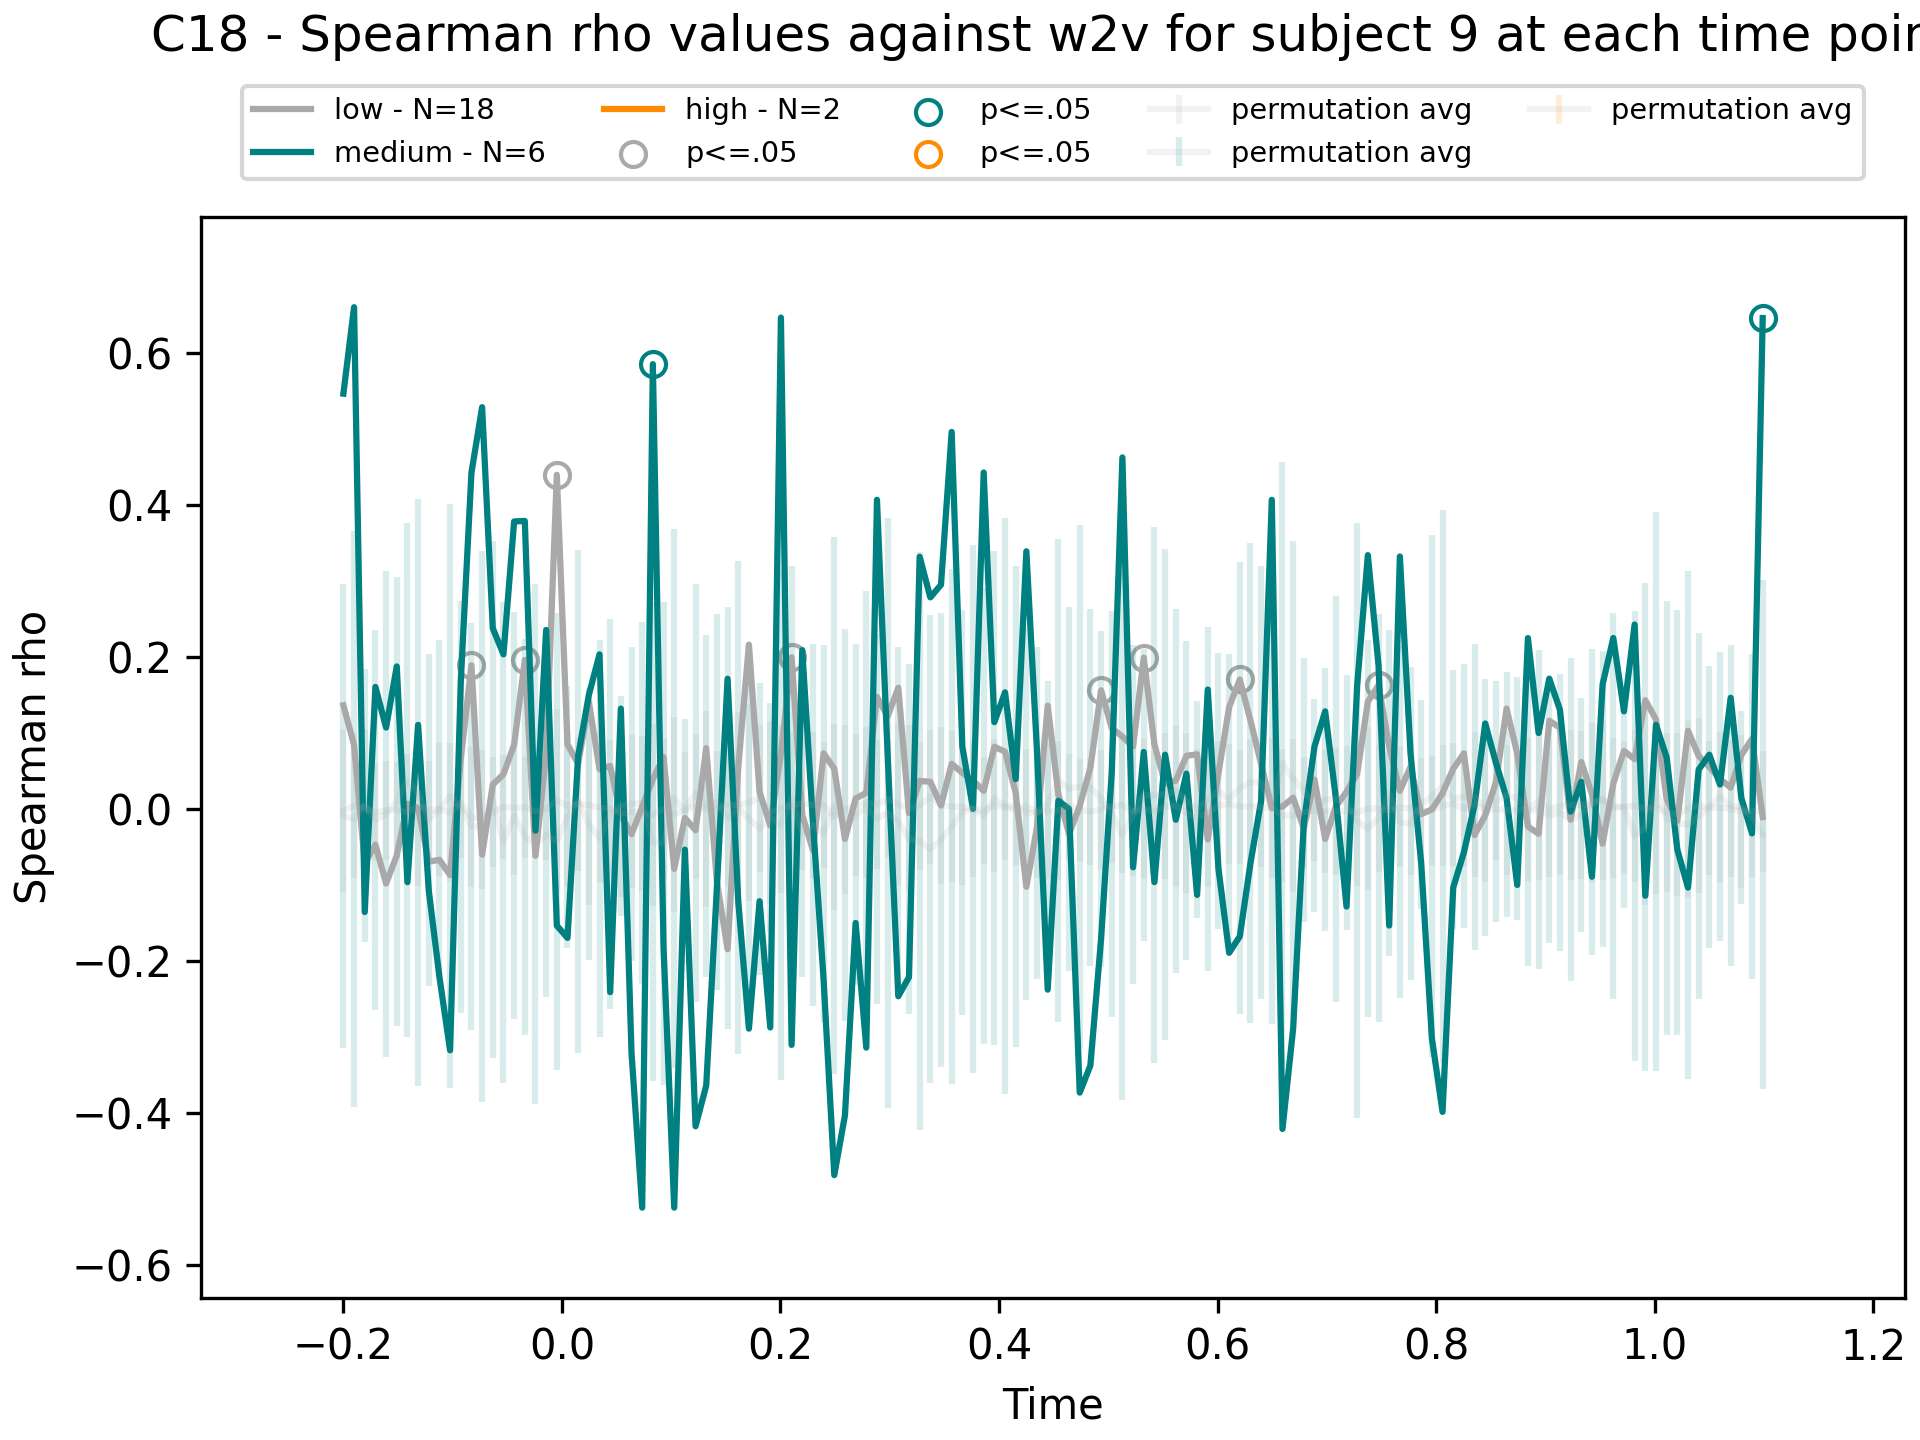 C18 - Spearman rho values against w2v for subject 9 at each time poin
low - N=18 high - N=2 p<=.05 permutation avg permutation avg
medium - N=6 p<=.05 p<=.05 permutation avg
Spearman rho
0.6
0.4
0.2
0.0
−0.2
−0.4
−0.6
−0.2 0.0 0.2 0.4 0.6 0.8 1.0 1.2
Time